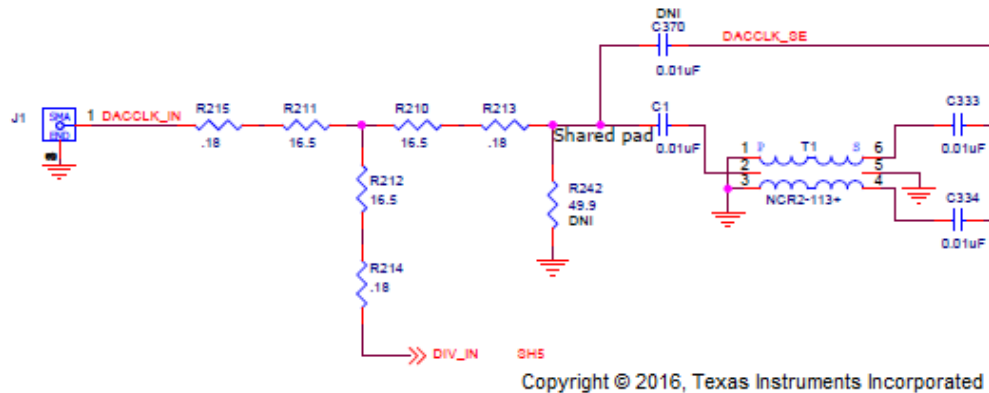 DNI
C370
DACCLK_SE
0.01uF
J1
SMA
END
1
DACCLK_IN
R215
.18
R211
16.5
R210
16.5
R213
.18
Shared pad
C1
0.01uF
C333
0.01uF
1
P
T1
S
6
2
5
3
4
NCR2-113+
R212
16.5
R242
49.9
DNI
C334
0.01uF
R214
.18
DIV_IN
SH5
Copyright © 2016, Texas Instruments Incorporated